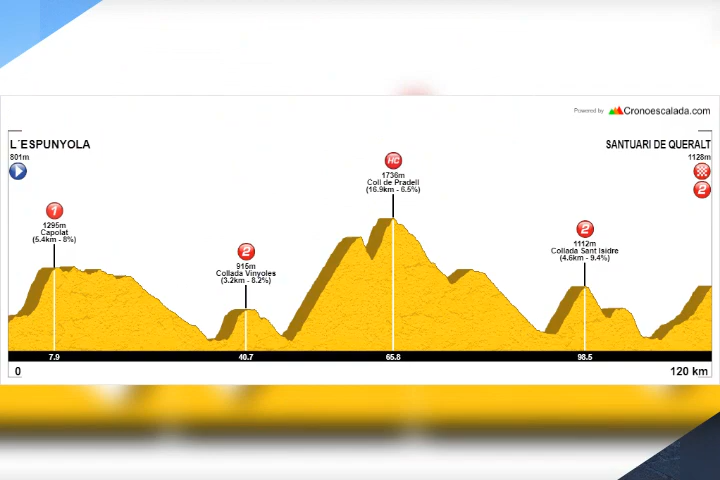 Powered by Cronoescalada.com
L´ESPUNYOLA
801m
SANTUARI DE QUERALT
1128m
2
HC
1736m
Coll de Pradell
(16.9km - 6.5%)
1
1295m
Capolat
(5.4km - 8%)
2
1112m
Collada Sant Isidre
(4.6km - 9.4%)
2
915m
Collada Vinyoles
(3.2km - 8.2%)
7.9
40.7
65.8
98.5
0
120 km